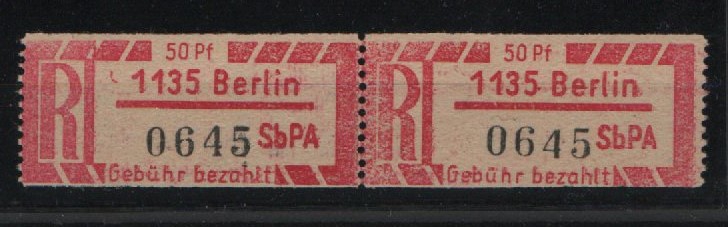 50 Pf
R
1135 Berlin
0645 SbPA
Gebühr bezahlt
50 Pf
R
1135 Berlin
0645 SbPA
Gebühr bezahlt